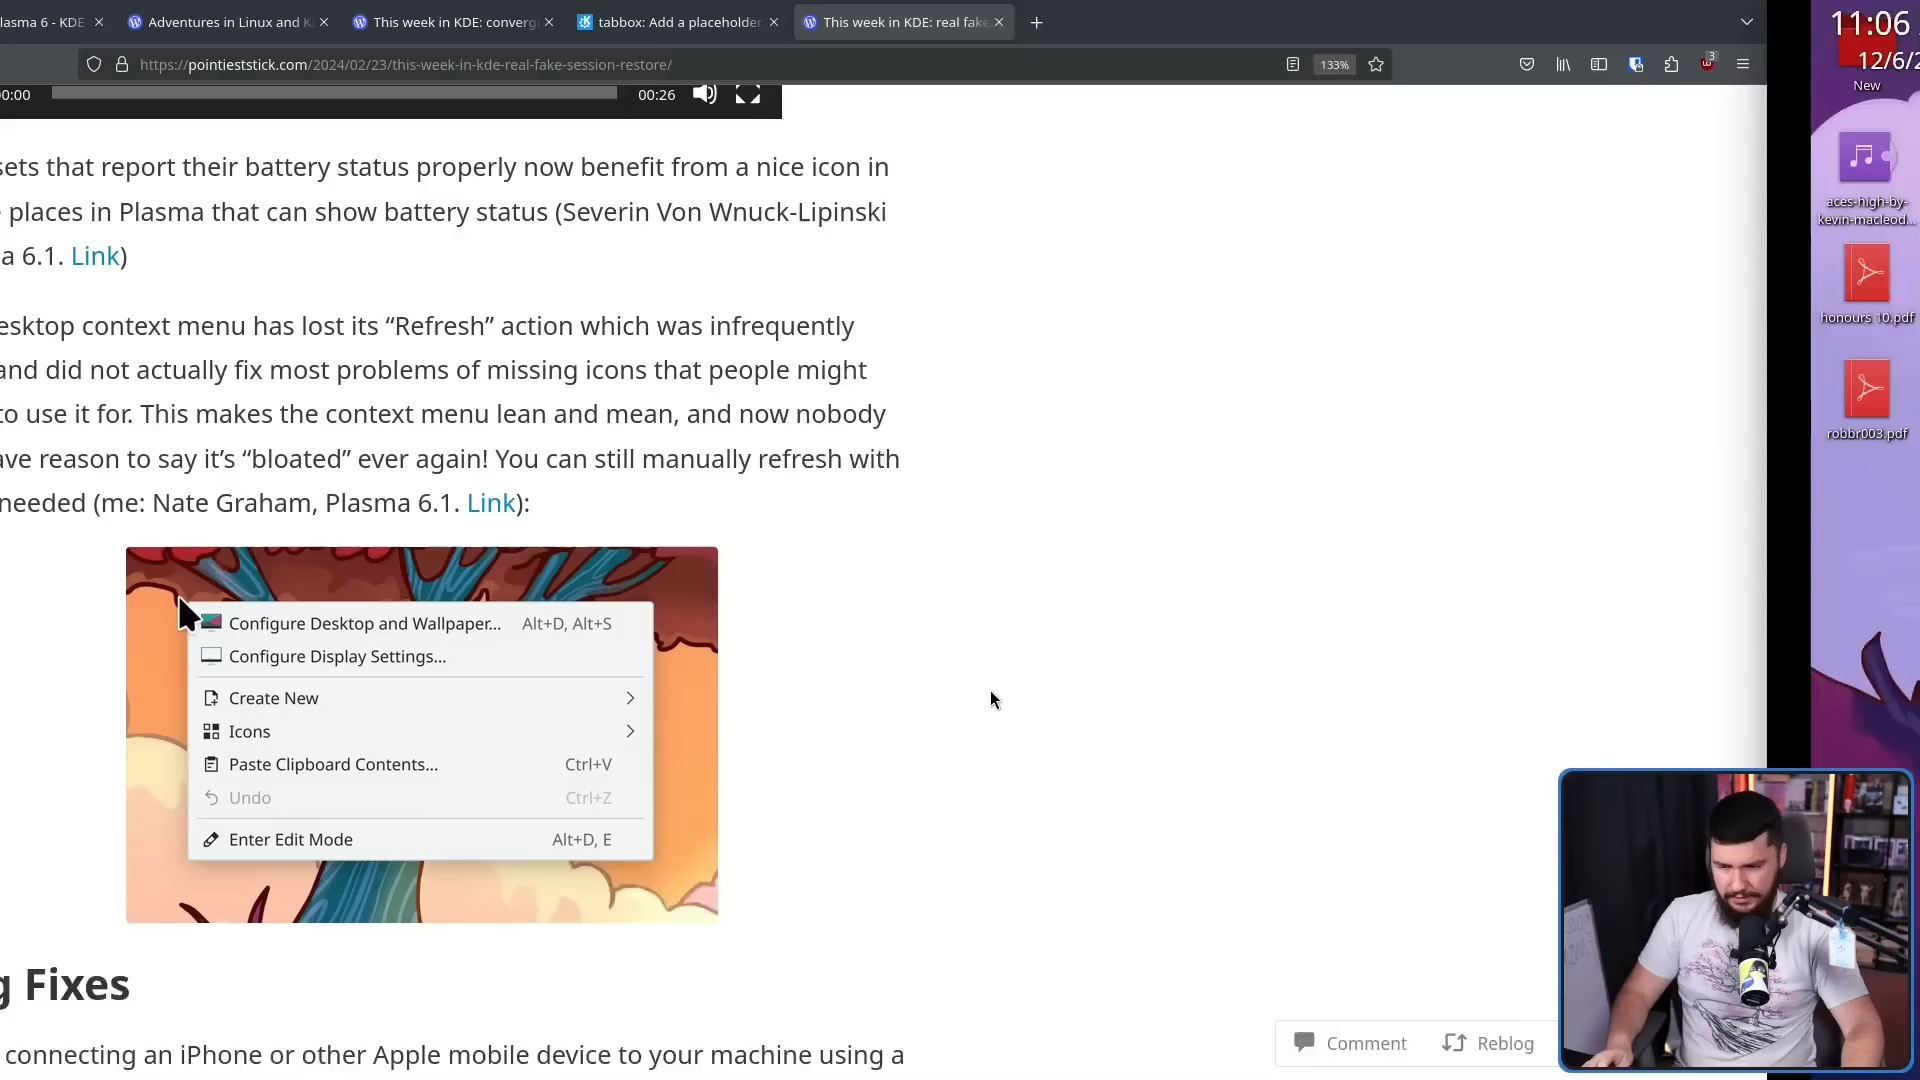 lasma 6 - KDE
Adventures in Linux and K
This week in KDE: converg
tabbox: Add a placeholder
This week in KDE: real fake
https://pointieststick.com/2024/02/23/this-week-in-kde-real-fake-session-restore/
133%
3
11:06
12/6/2
New
0:00
00:26
sets that report their battery status properly now benefit from a nice icon in
places in Plasma that can show battery status (Severin Von Wnuck-Lipinski
a 6.1. Link)
esktop context menu has lost its “Refresh” action which was infrequently
and did not actually fix most problems of missing icons that people might
to use it for. This makes the context menu lean and mean, and now nobody
ave reason to say it’s “bloated” ever again! You can still manually refresh with
needed (me: Nate Graham, Plasma 6.1. Link):
Configure Desktop and Wallpaper... Alt+D, Alt+S
Configure Display Settings...
Create New
Icons
Paste Clipboard Contents... Ctrl+V
Undo Ctrl+Z
Enter Edit Mode Alt+D, E
g Fixes
connecting an iPhone or other Apple mobile device to your machine using a
Comment
Reblog
aces-high-by-
kevin-macleod...
honours 10.pdf
robbr003.pdf